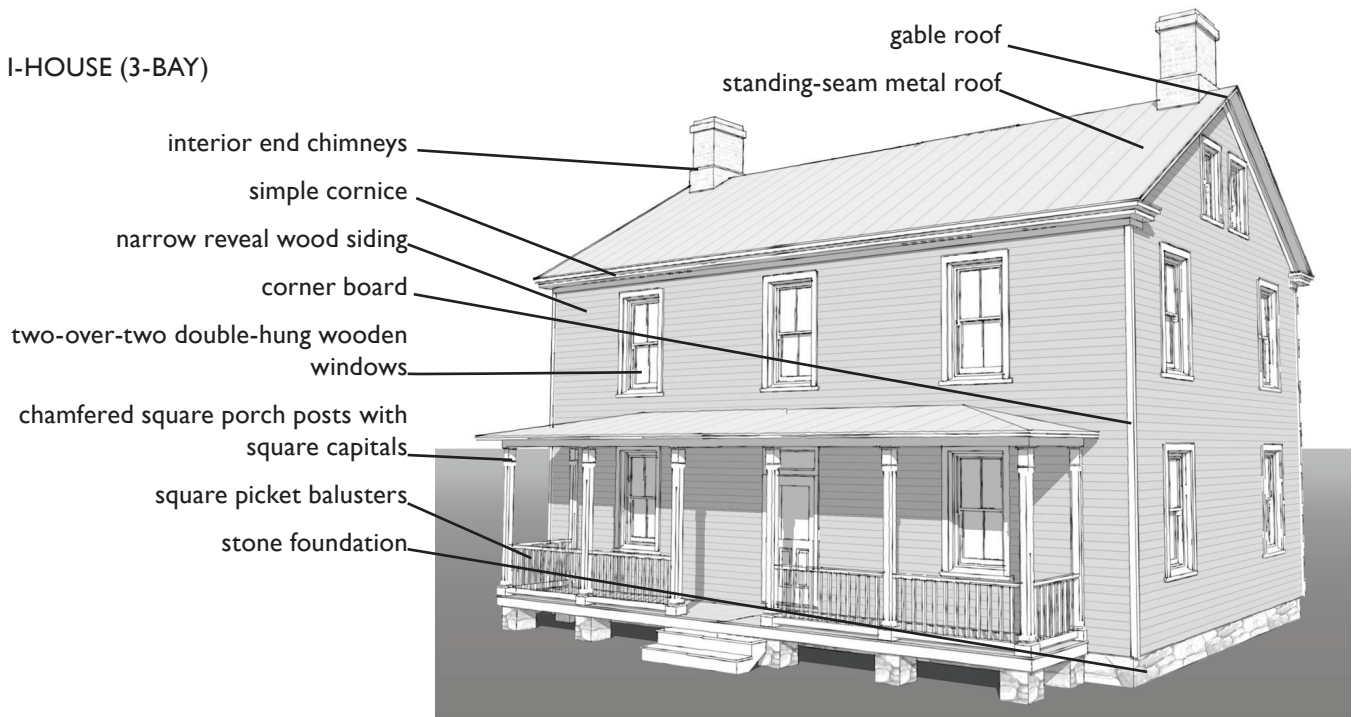 I-HOUSE (3-BAY)
gable roof
standing-seam metal roof
interior end chimneys
simple cornice
narrow reveal wood siding
corner board
two-over-two double-hung wooden
windows
chamfered square porch posts with
square capitals
square picket balusters
stone foundation